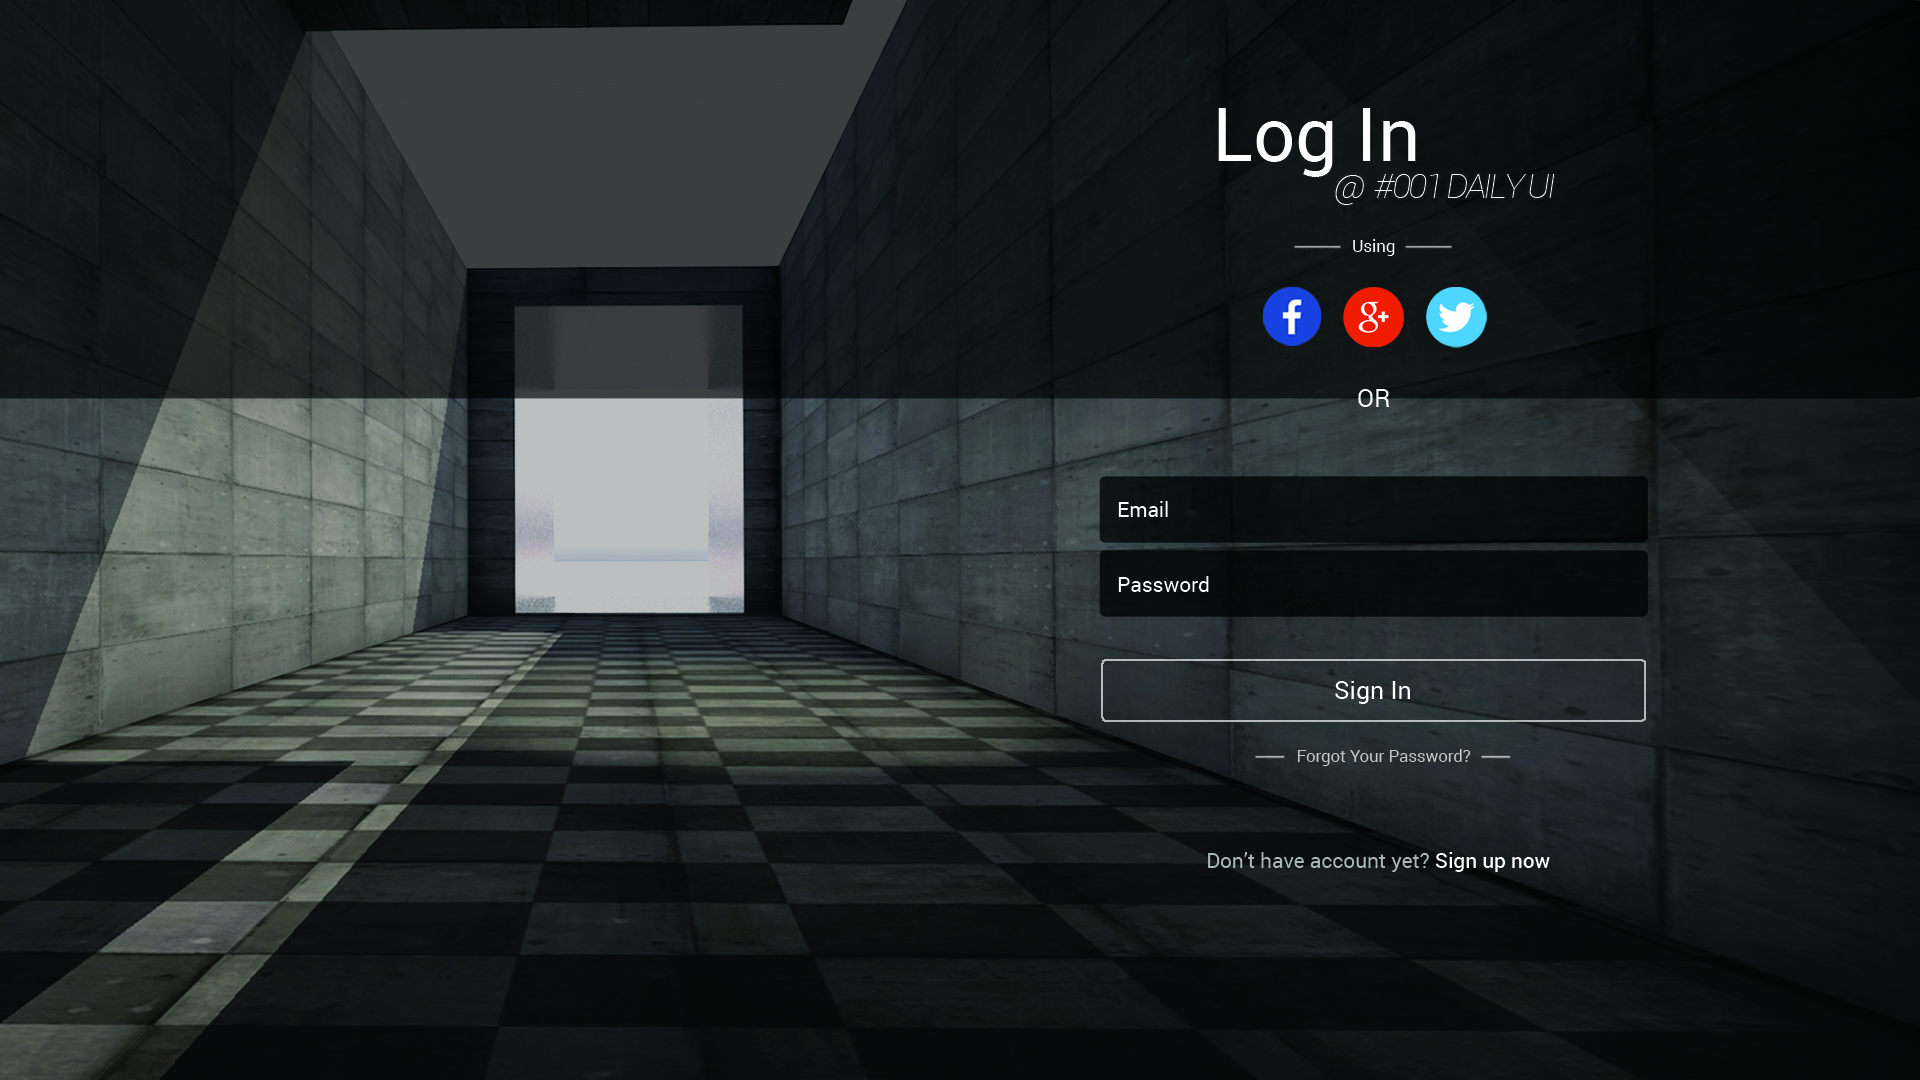 Log In
@ #001 DAILY UI
Using
f
g+
OR
Email
Password
Sign In
Forgot Your Password?
Don’t have account yet? Sign up now